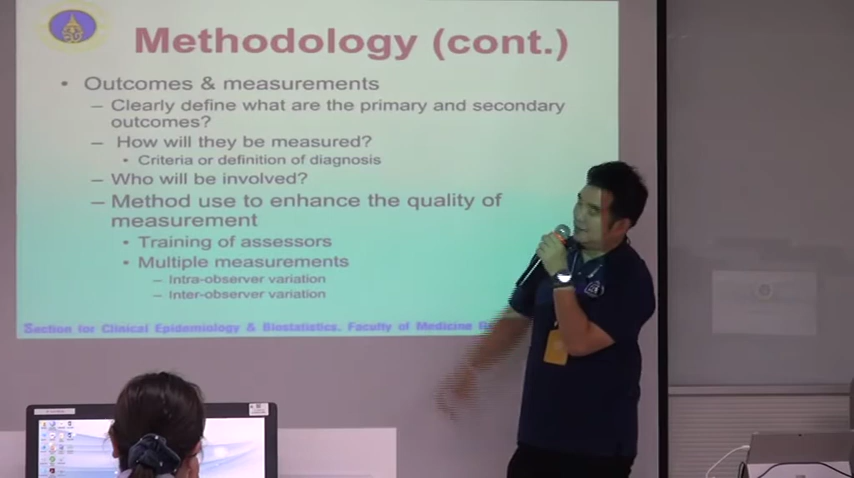 Methodology (cont.)
• Outcomes & measurements
– Clearly define what are the primary and secondary
outcomes?
– How will they be measured?
• Criteria or definition of diagnosis
– Who will be involved?
– Method use to enhance the quality of
measurement
• Training of assessors
• Multiple measurements
– Intra-observer variation
– Inter-observer variation
Section for Clinical Epidemiology & Biostatistics. Faculty of Medicine